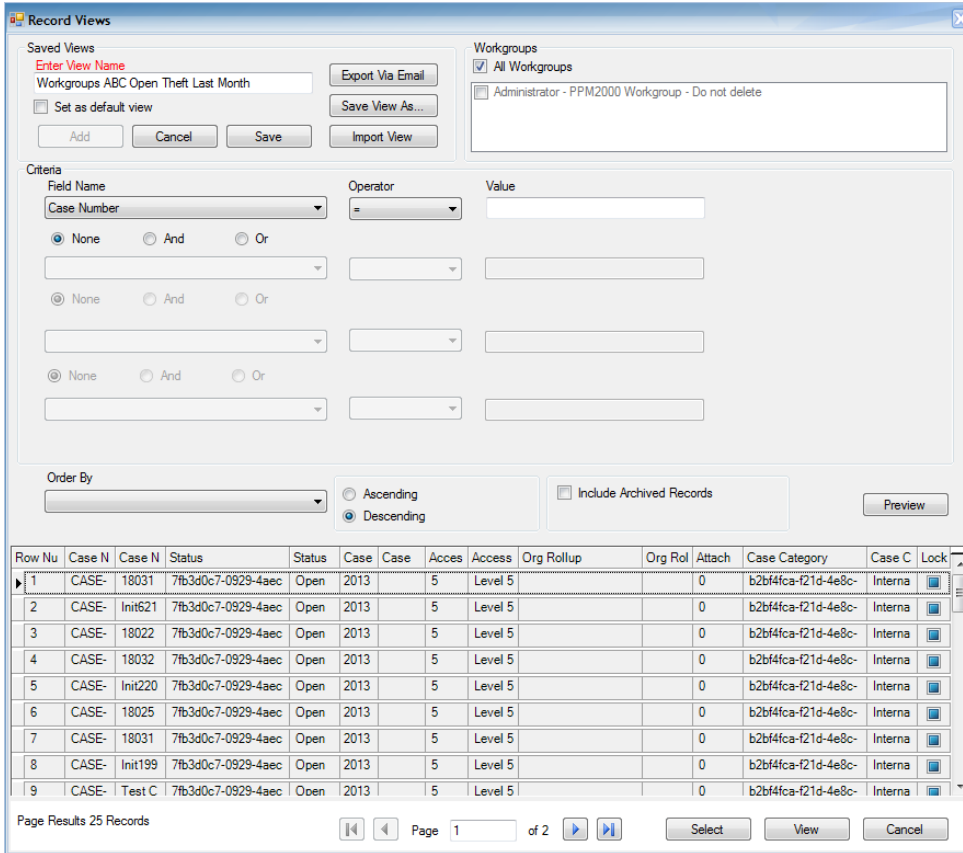 Record Views
Saved Views
Enter View Name
Workgroups ABC Open Theft Last Month
Set as default view
Add Cancel Save
Export Via Email
Save View As...
Import View
Workgroups
All Workgroups
Administrator - PPM2000 Workgroup - Do not delete
Criteria
Field Name Operator Value
Case Number =
None And Or
None And Or
None And Or
Order By
Ascending
Descending
Include Archived Records
Preview
Row Nu Case N Case N Status Status Case Case Acces Access Org Rollup Org Rol Attach Case Category Case C Lock
1 CASE- 18031 7fb3d0c7-0929-4aec Open 2013 5 Level 5 0 b2bf4fca-f21d-4e8c- Interna
2 CASE- Init621 7fb3d0c7-0929-4aec Open 2013 5 Level 5 0 b2bf4fca-f21d-4e8c- Interna
3 CASE- 18022 7fb3d0c7-0929-4aec Open 2013 5 Level 5 0 b2bf4fca-f21d-4e8c- Interna
4 CASE- 18032 7fb3d0c7-0929-4aec Open 2013 5 Level 5 0 b2bf4fca-f21d-4e8c- Interna
5 CASE- Init220 7fb3d0c7-0929-4aec Open 2013 5 Level 5 0 b2bf4fca-f21d-4e8c- Interna
6 CASE- 18025 7fb3d0c7-0929-4aec Open 2013 5 Level 5 0 b2bf4fca-f21d-4e8c- Interna
7 CASE- 18031 7fb3d0c7-0929-4aec Open 2013 5 Level 5 0 b2bf4fca-f21d-4e8c- Interna
8 CASE- Init199 7fb3d0c7-0929-4aec Open 2013 5 Level 5 0 b2bf4fca-f21d-4e8c- Interna
9 CASE- Test C 7fb3d0c7-0929-4aec Open 2013 5 Level 5 0 b2bf4fca-f21d-4e8c- Interna
Page Results 25 Records Page 1 of 2 Select View Cancel